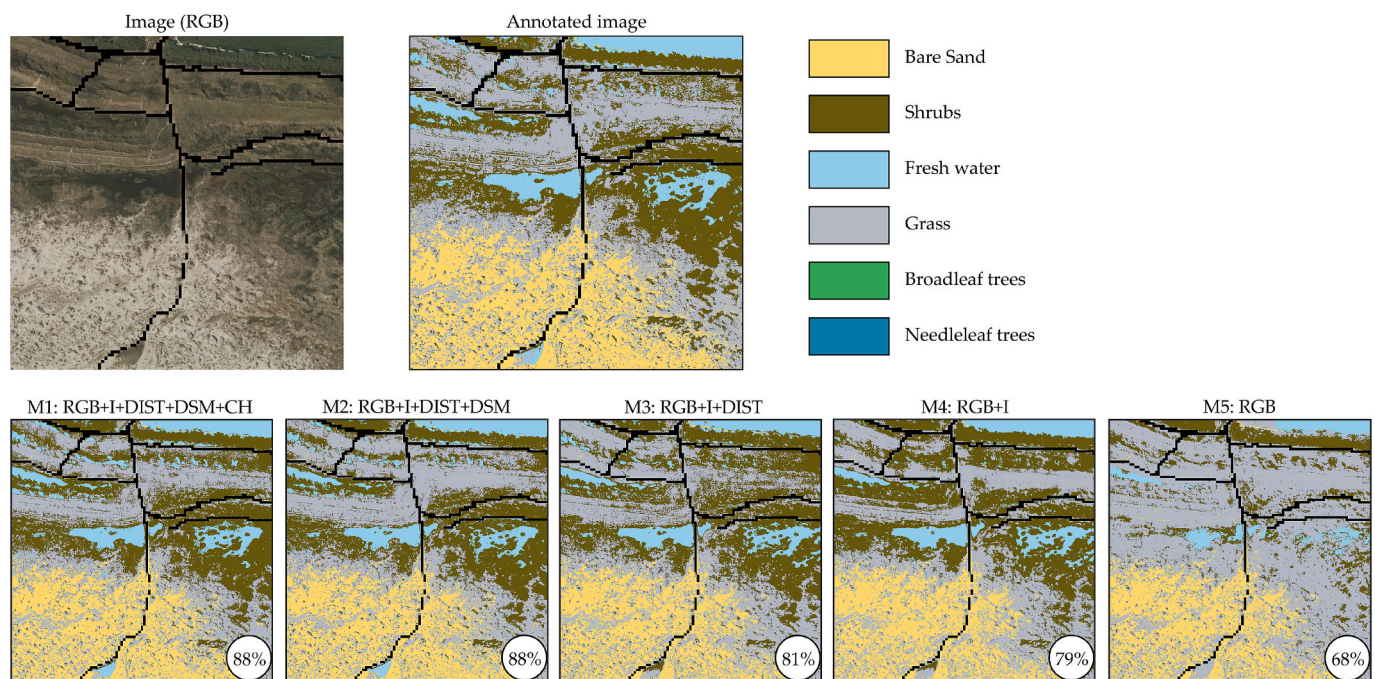 Image (RGB)
Annotated image
Bare Sand
Shrubs
Fresh water
Grass
Broadleaf trees
Needleleaf trees
M1: RGB+I+DIST+DSM+CH
M2: RGB+I+DIST+DSM
M3: RGB+I+DIST
M4: RGB+I
M5: RGB
88%
88%
81%
79%
68%